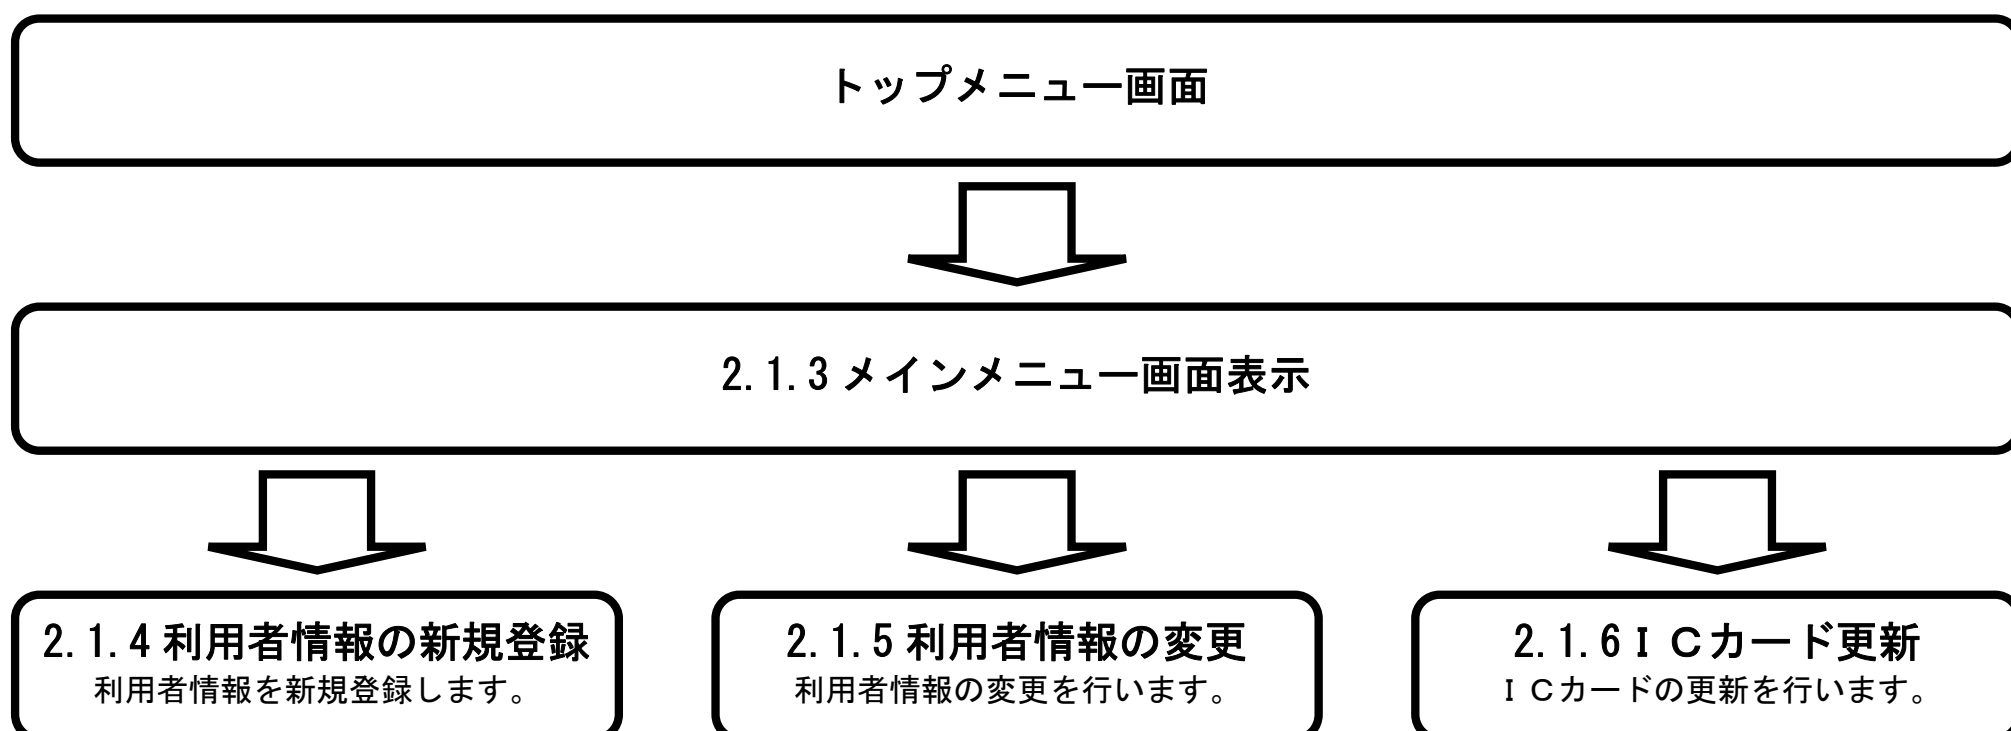 トップメニュー画面
2.1.3 メインメニュー画面表示
2.1.4 利用者情報の新規登録
利用者情報を新規登録します。
2.1.5 利用者情報の変更
利用者情報の変更を行います。
2.1.6 ＩＣカード更新
ＩＣカードの更新を行います。